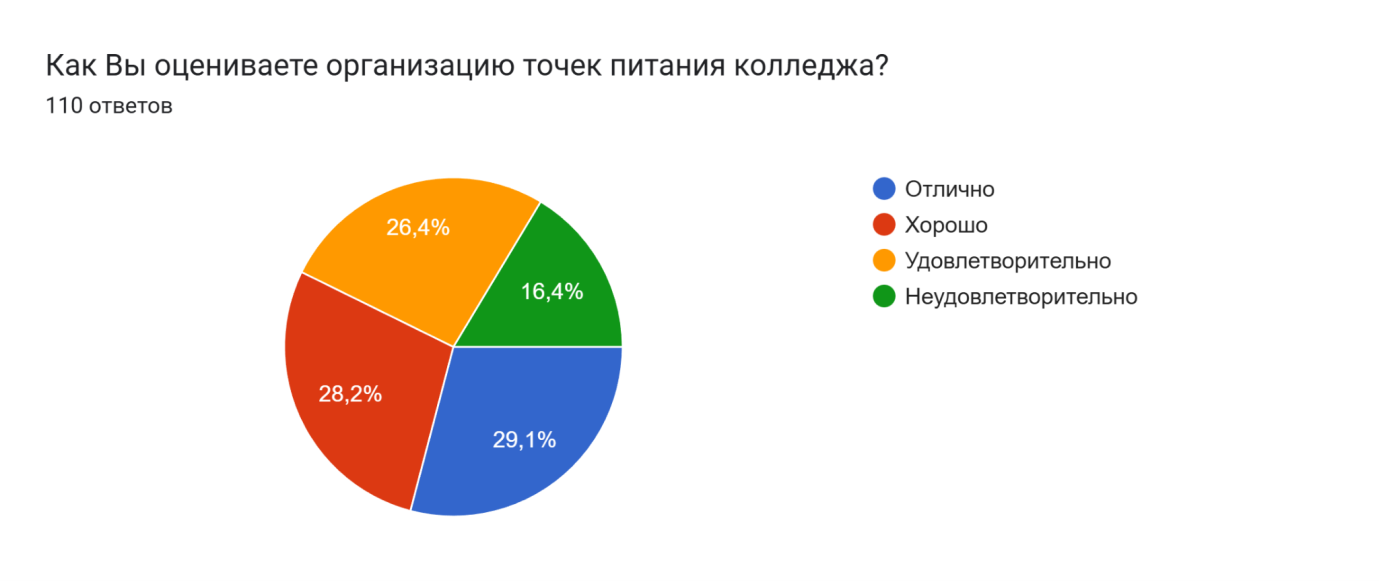 Как Вы оцениваете организацию точек питания колледжа?
110 ответов
26,4%
16,4%
28,2%
29,1%
Отлично
Хорошо
Удовлетворительно
Неудовлетворительно